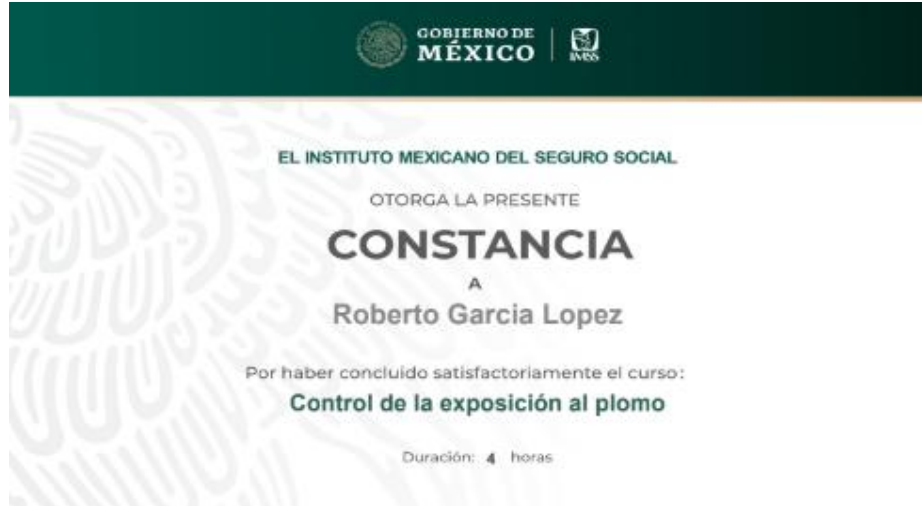 GOBIERNO DE
MÉXICO
IMSS
EL INSTITUTO MEXICANO DEL SEGURO SOCIAL
OTORGA LA PRESENTE
CONSTANCIA
A
Roberto Garcia Lopez
Por haber concluido satisfactoriamente el curso:
Control de la exposición al plomo
Duración: 4 horas